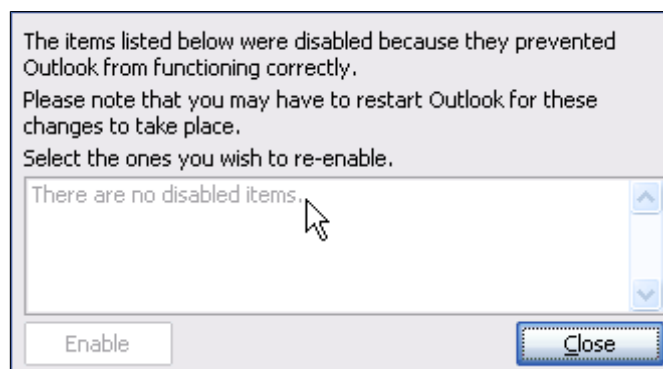 The items listed below were disabled because they prevented
Outlook from functioning correctly.
Please note that you may have to restart Outlook for these
changes to take place.
Select the ones you wish to re-enable.
There are no disabled items.
Enable
Close